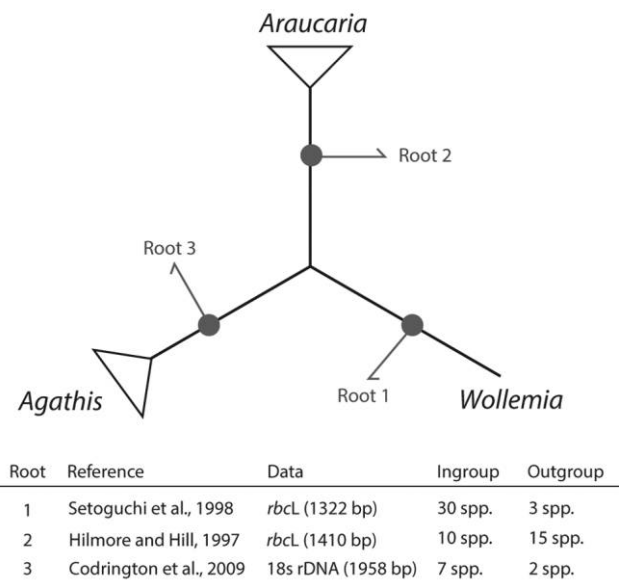 Araucaria
Root 2
Root 3
Root 1
Agathis
Wollemia
Root Reference Data Ingroup Outgroup
1 Setoguchi et al., 1998 rbcL (1322 bp) 30 spp. 3 spp.
2 Hilmore and Hill, 1997 rbcL (1410 bp) 10 spp. 15 spp.
3 Codrington et al., 2009 18s rDNA (1958 bp) 7 spp. 2 spp.